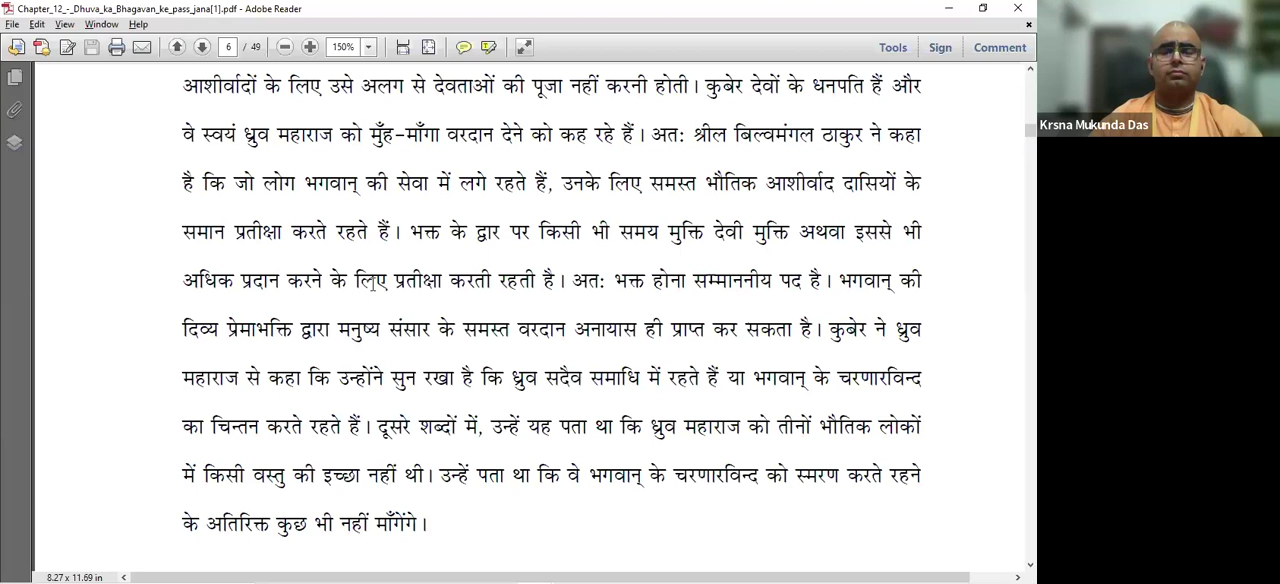 Chapter_12_-_Dhuva_ka_Bhagavan_ke_pass_jana[1].pdf - Adobe Reader
File Edit View Window Help
6 / 49 150% Tools Sign Comment
आशीर्वादों के लिए उसे अलग से देवताओं की पूजा नहीं करनी होती। कुबेर देवों के धनपति हैं और
वे स्वयं ध्रुव महाराज को मुँह-माँगा वरदान देने को कह रहे हैं। अत: श्रील बिल्वमंगल ठाकुर ने कहा
है कि जो लोग भगवान् की सेवा में लगे रहते हैं, उनके लिए समस्त भौतिक आशीर्वाद दासियों के
समान प्रतीक्षा करते रहते हैं। भक्त के द्वार पर किसी भी समय मुक्ति देवी मुक्ति अथवा इससे भी
अधिक प्रदान करने के लिए प्रतीक्षा करती रहती है। अत: भक्त होना सम्माननीय पद है। भगवान् की
दिव्य प्रेमाभक्ति द्वारा मनुष्य संसार के समस्त वरदान अनायास ही प्राप्त कर सकता है। कुबेर ने ध्रुव
महाराज से कहा कि उन्होंने सुन रखा है कि ध्रुव सदैव समाधि में रहते हैं या भगवान् के चरणारविन्द
का चिन्तन करते रहते हैं। दूसरे शब्दों में, उन्हें यह पता था कि ध्रुव महाराज को तीनों भौतिक लोकों
में किसी वस्तु की इच्छा नहीं थी। उन्हें पता था कि वे भगवान् के चरणारविन्द को स्मरण करते रहने
के अतिरिक्त कुछ भी नहीं माँगेंगे।
8.27 x 11.69 in
Krsna Mukunda Das